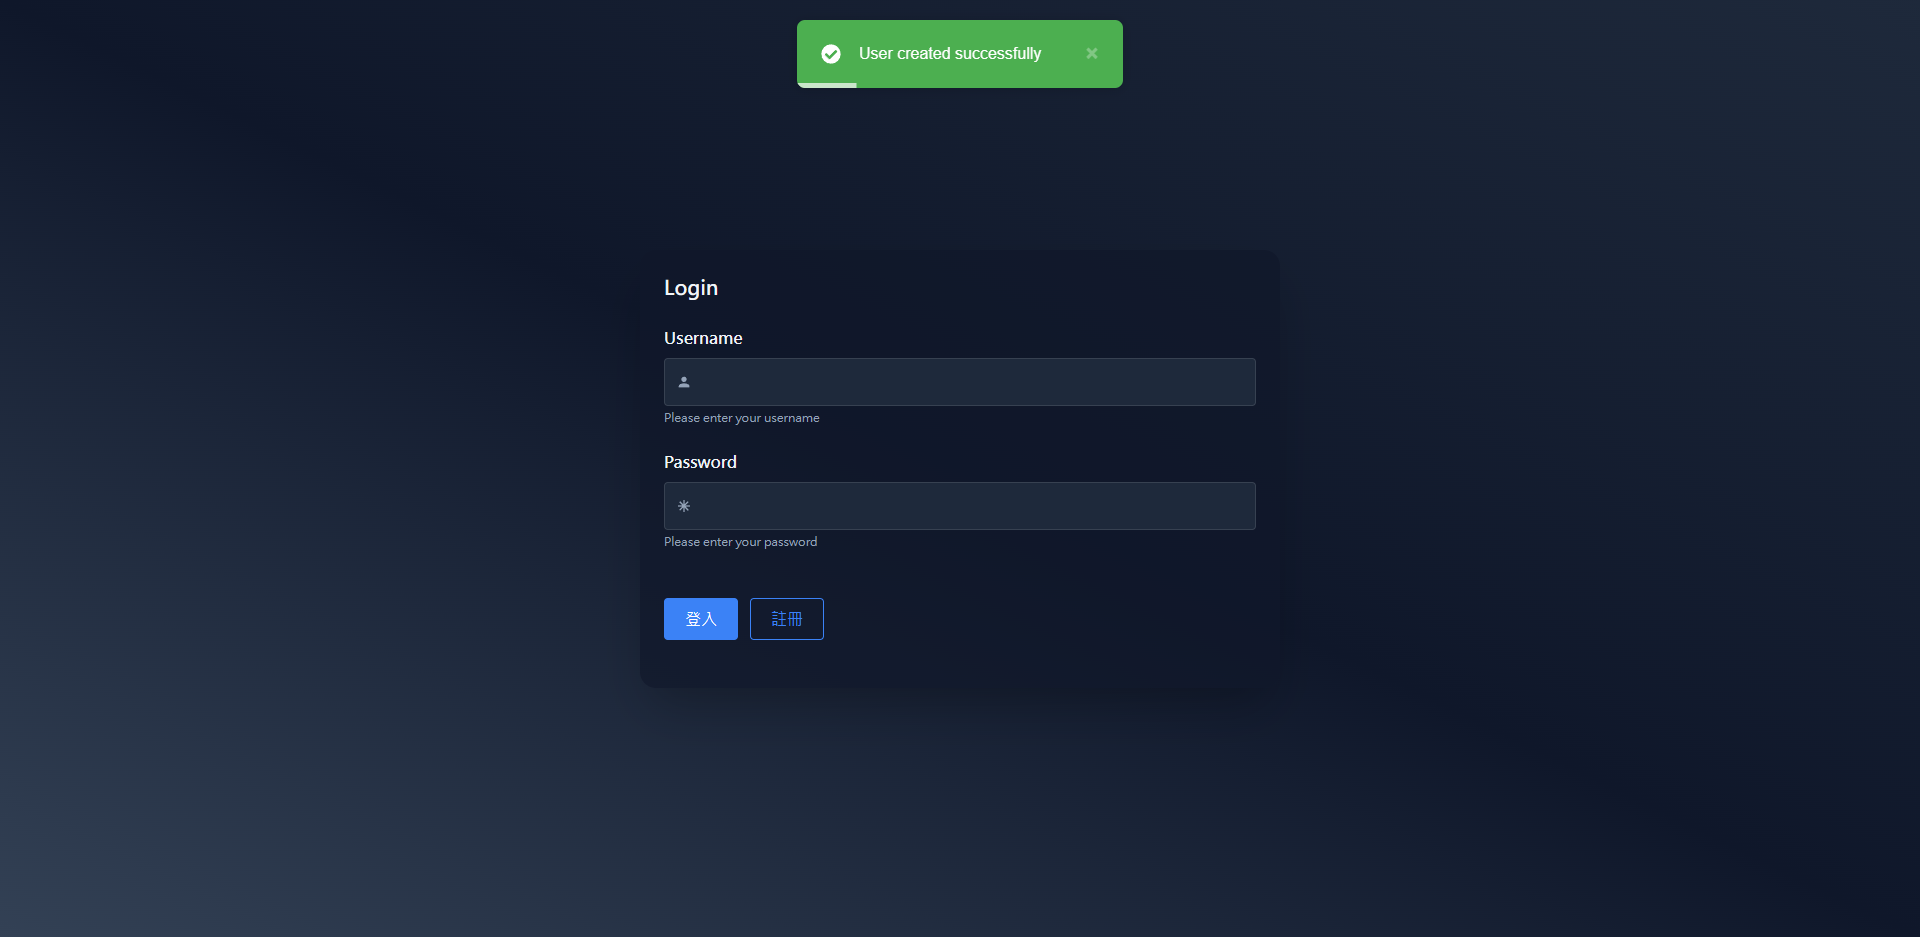 User created successfully
Login
Username
Please enter your username
Password
Please enter your password
登入 註冊